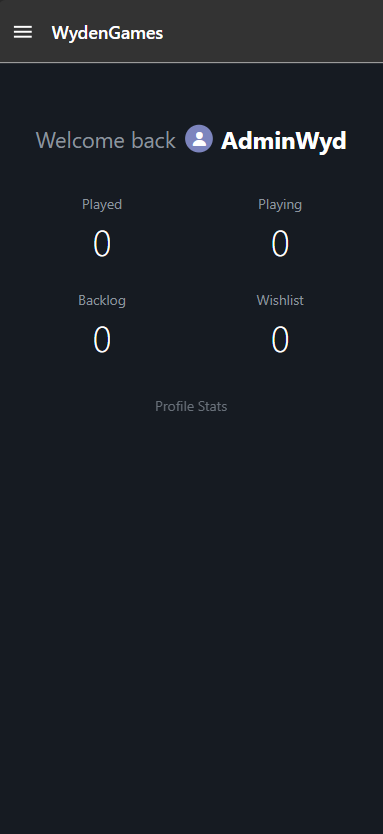 WydenGames
Welcome back AdminWyd
Played Playing
0 0
Backlog Wishlist
0 0
Profile Stats